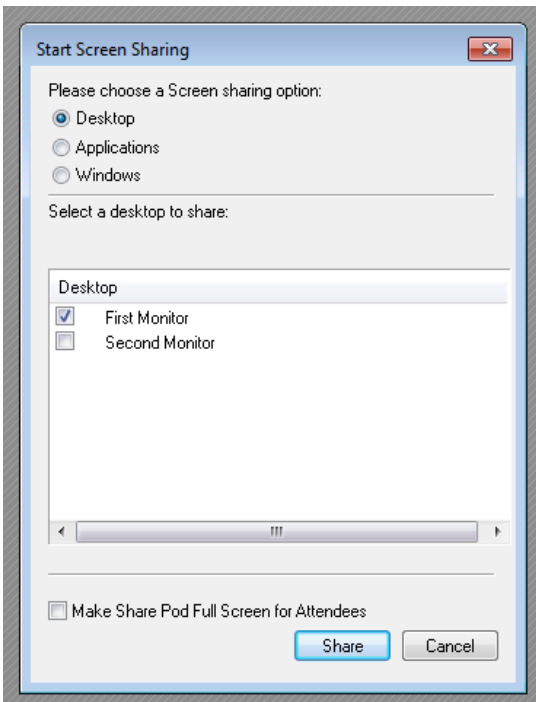 Start Screen Sharing
Please choose a Screen sharing option:
Desktop
Applications
Windows
Select a desktop to share:
Desktop
First Monitor
Second Monitor
Make Share Pod Full Screen for Attendees
Share Cancel